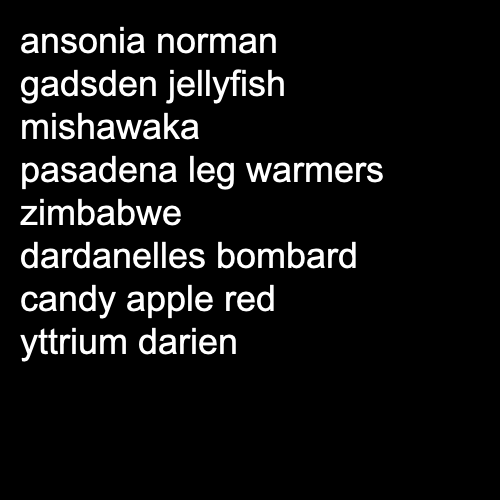 ansonia norman
gadsden jellyfish
mishawaka
pasadena leg warmers
zimbabwe
dardanelles bombard
candy apple red
yttrium darien